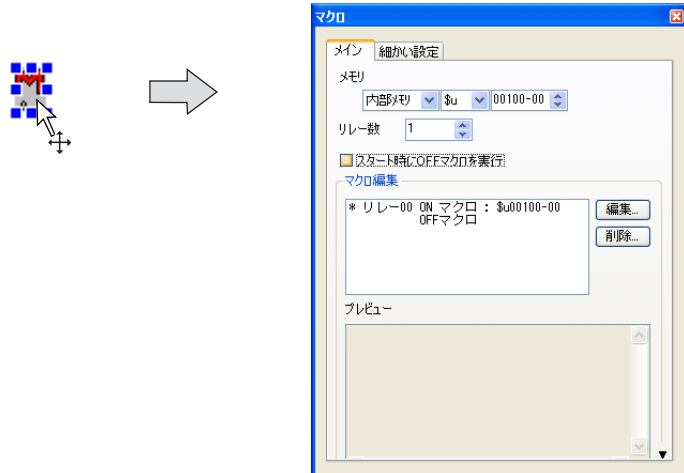 マクロ
メイン 細かい設定
メモリ
内部メモリ $u 00100-00
リレー数 1
スタート時にOFFマクロを実行
マクロ編集
* リレー00 ON マクロ : $u00100-00
OFFマクロ
編集...
削除...
プレビュー